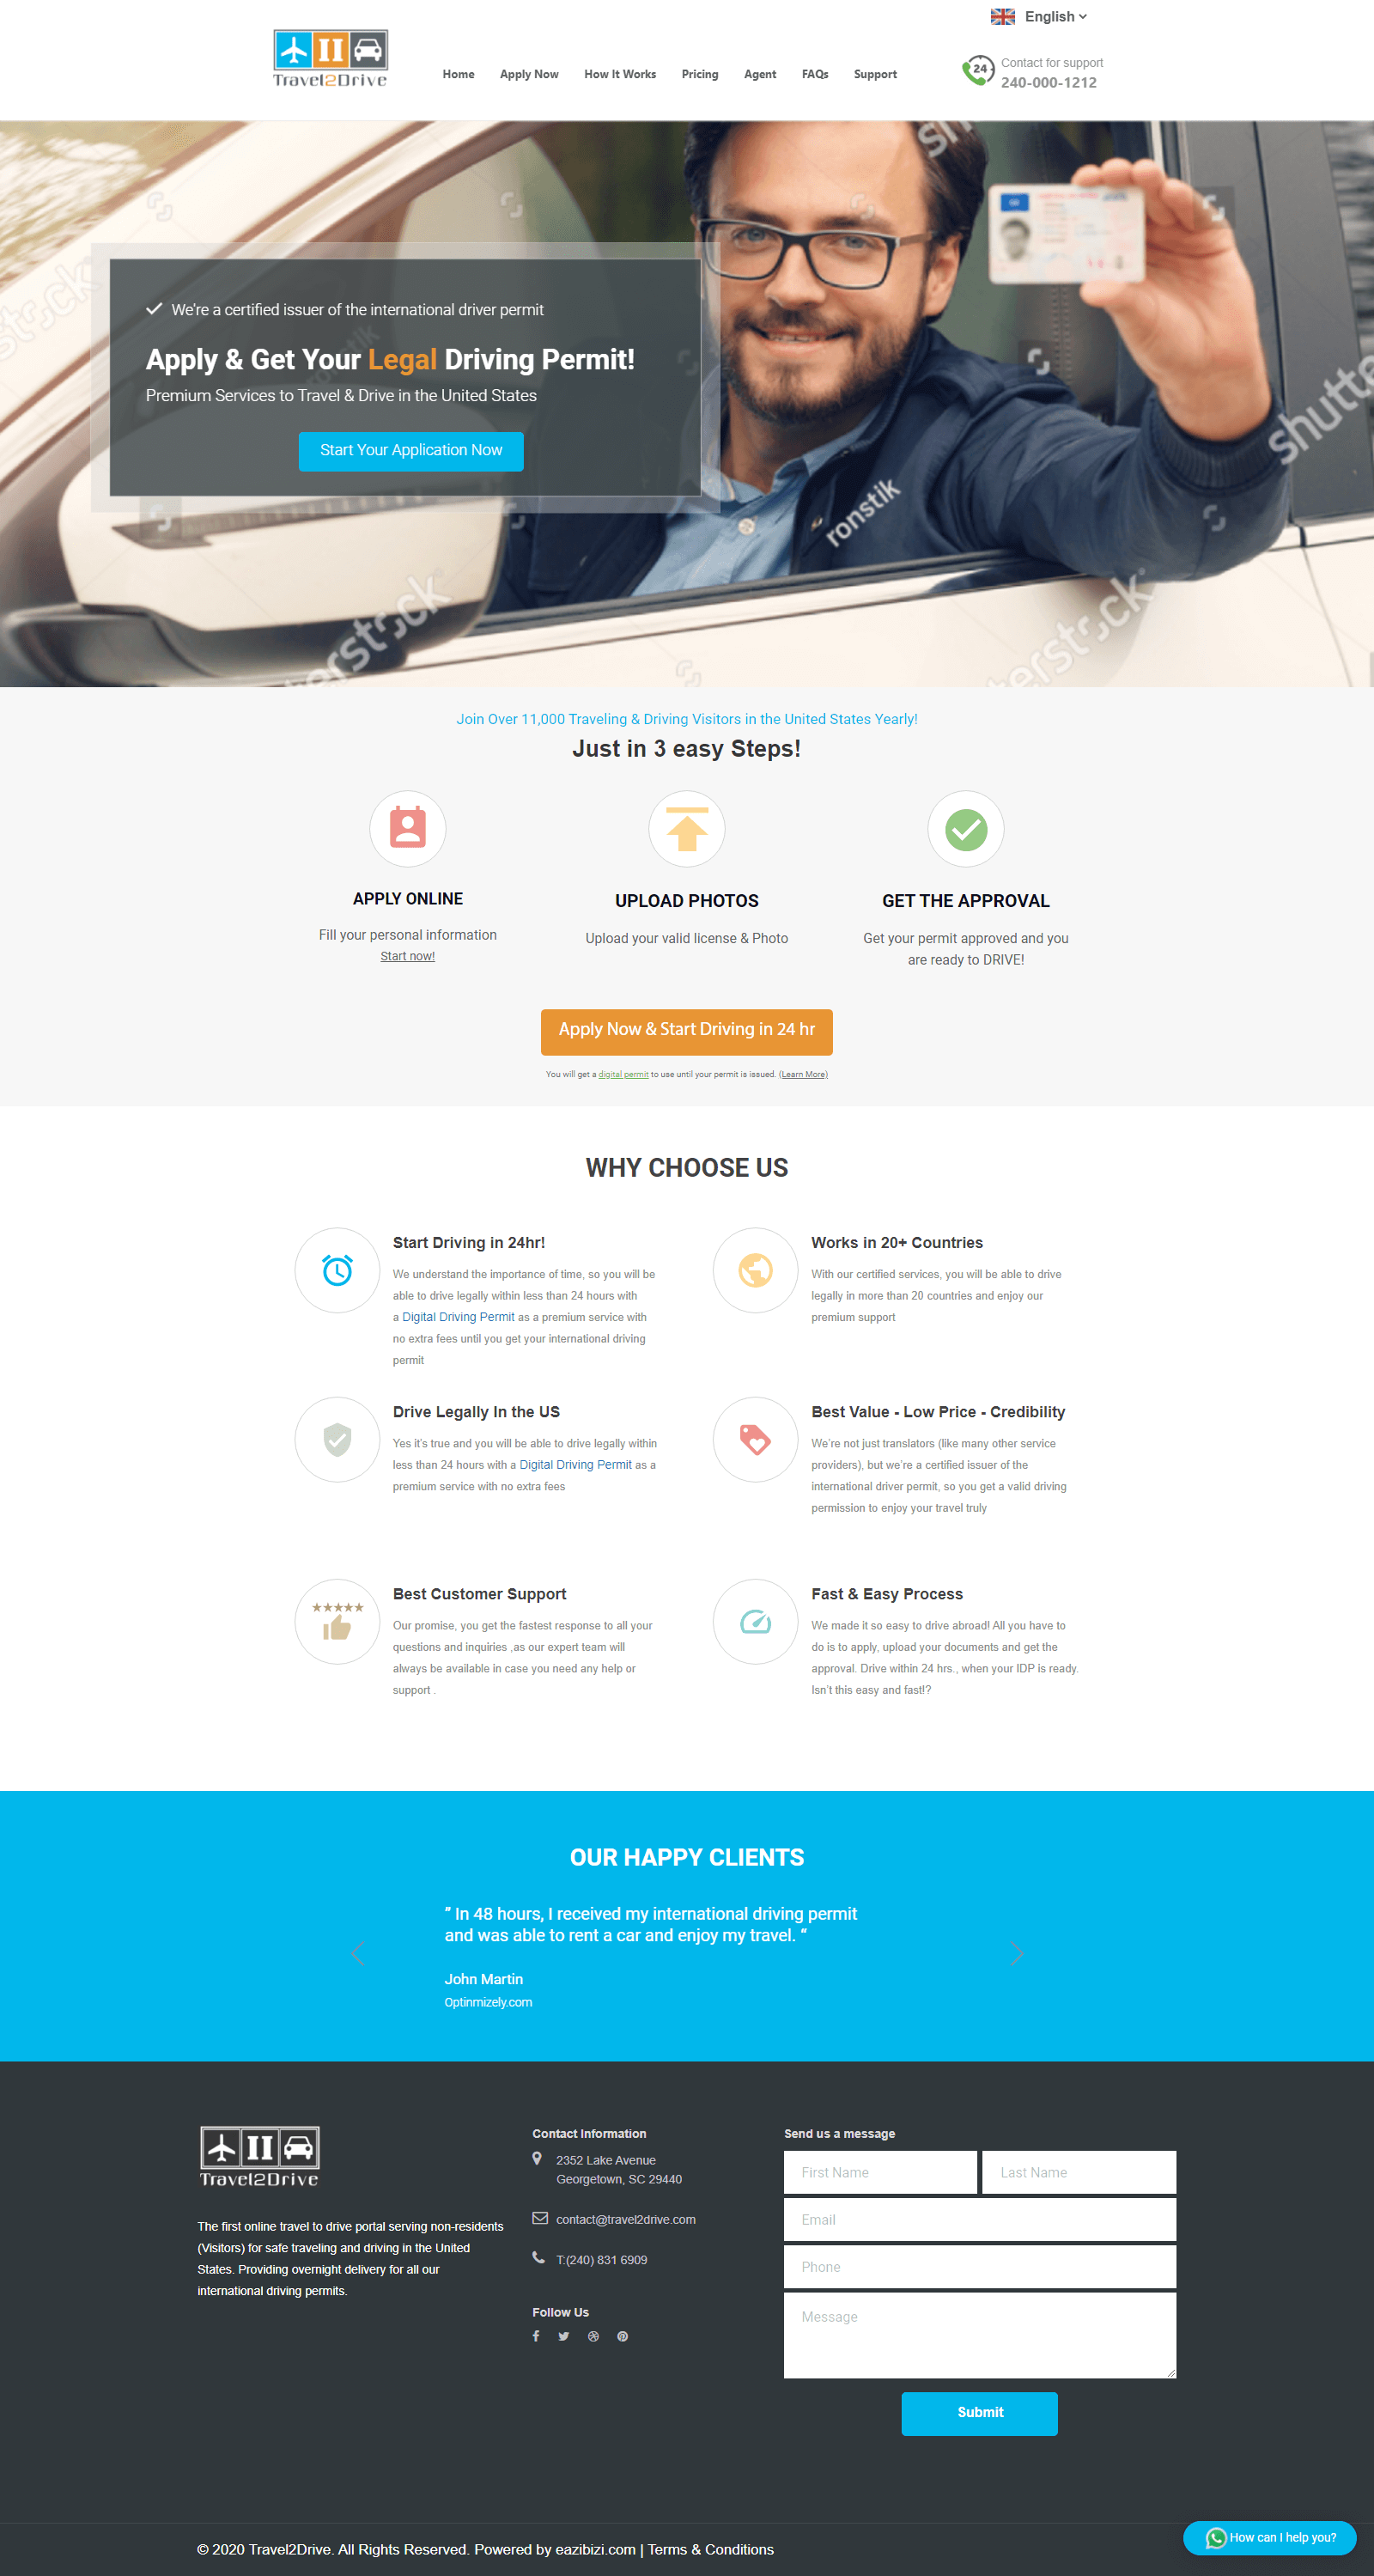 English
Travel2Drive
Home
Apply Now
How It Works
Pricing
Agent
FAQs
Support
24
Contact for support
240-000-1212
We're a certified issuer of the international driver permit
Apply & Get Your Legal Driving Permit!
Premium Services to Travel & Drive in the United States
Start Your Application Now
ronstik
Join Over 11,000 Traveling & Driving Visitors in the United States Yearly!
Just in 3 easy Steps!
APPLY ONLINE
Fill your personal information
Start now!
UPLOAD PHOTOS
Upload your valid license & Photo
GET THE APPROVAL
Get your permit approved and you
are ready to DRIVE!
Apply Now & Start Driving in 24 hr
You will get a digital permit to use until your permit is issued. (Learn More)
WHY CHOOSE US
Start Driving in 24hr!
We understand the importance of time, so you will be
able to drive legally within less than 24 hours with
a Digital Driving Permit as a premium service with
no extra fees until you get your international driving
permit
Works in 20+ Countries
With our certified services, you will be able to drive
legally in more than 20 countries and enjoy our
premium support
Drive Legally In the US
Yes it's true and you will be able to drive legally within
less than 24 hours with a Digital Driving Permit as a
premium service with no extra fees
Best Value - Low Price - Credibility
We're not just translators (like many other service
providers), but we're a certified issuer of the
international driver permit, so you get a valid driving
permission to enjoy your travel truly
Best Customer Support
Our promise, you get the fastest response to all your
questions and inquiries ,as our expert team will
always be available in case you need any help or
support .
Fast & Easy Process
We made it so easy to drive abroad! All you have to
do is to apply, upload your documents and get the
approval. Drive within 24 hrs., when your IDP is ready.
Isn't this easy and fast!?
OUR HAPPY CLIENTS
" In 48 hours, I received my international driving permit
and was able to rent a car and enjoy my travel. "
John Martin
Optinmizely.com
Travel2Drive
The first online travel to drive portal serving non-residents
(Visitors) for safe traveling and driving in the United
States. Providing overnight delivery for all our
international driving permits.
Contact Information
2352 Lake Avenue
Georgetown, SC 29440
contact@travel2drive.com
T:(240) 831 6909
Follow Us
Send us a message
First Name
Last Name
Email
Phone
Message
Submit
How can I help you?
© 2020 Travel2Drive. All Rights Reserved. Powered by eazibizi.com | Terms & Conditions